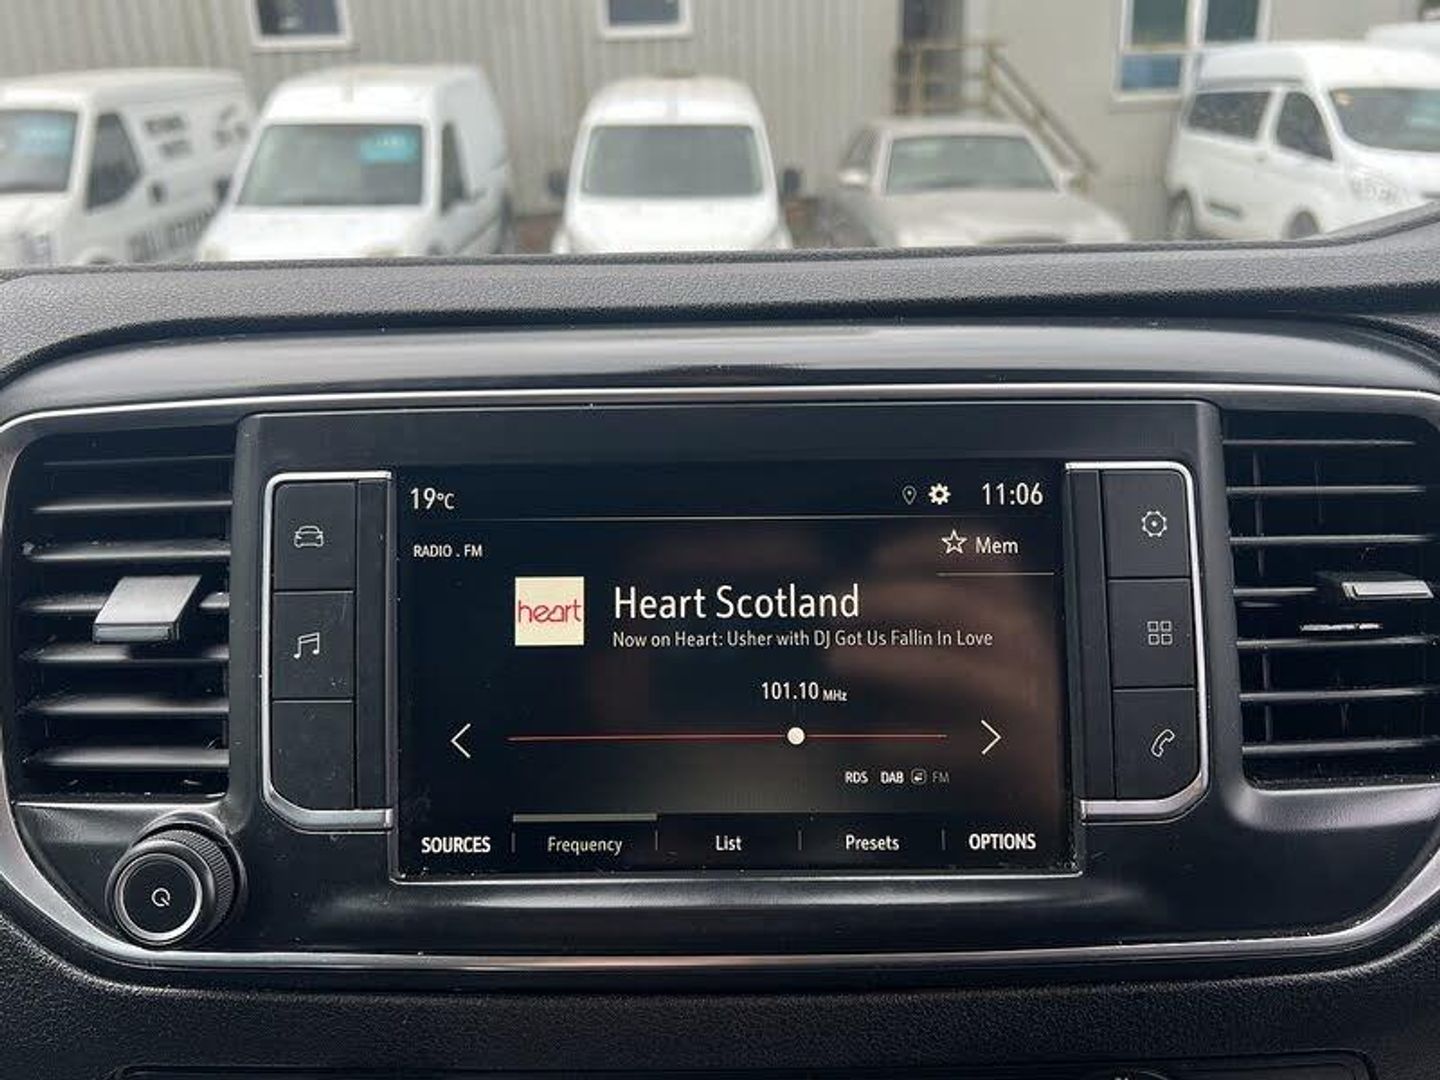 19°C
11:06
RADIO . FM
Mem
heart
Heart Scotland
Now on Heart: Usher with DJ Got Us Fallin In Love
101.10 MHz
RDS DAB FM
SOURCES Frequency List Presets OPTIONS